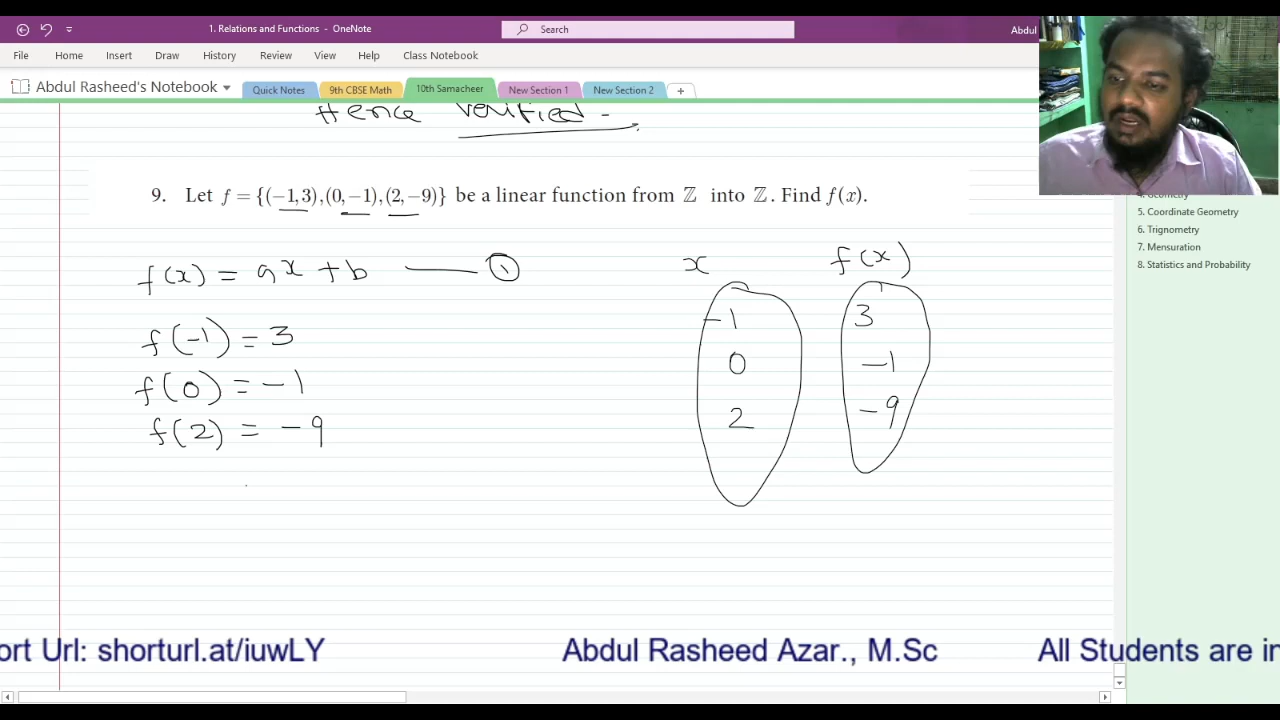 1. Relations and Functions - OneNote
Search
Abdul
File Home Insert Draw History Review View Help Class Notebook
Abdul Rasheed's Notebook
Quick Notes 9th CBSE Math 10th Samacheer New Section 1 New Section 2 +
Hence verified.
9. Let f = {(−1,3),(0,−1),(2,−9)} be a linear function from ℤ into ℤ. Find f(x).
5. Coordinate Geometry
6. Trignometry
7. Mensuration
8. Statistics and Probability
f(x) = ax + b —— ①
x f(x)
f(-1) = 3
f(0) = -1
f(2) = -9
-1 3
0 -1
2 -9
ort Url: shorturl.at/iuwLY Abdul Rasheed Azar., M.Sc All Students are in